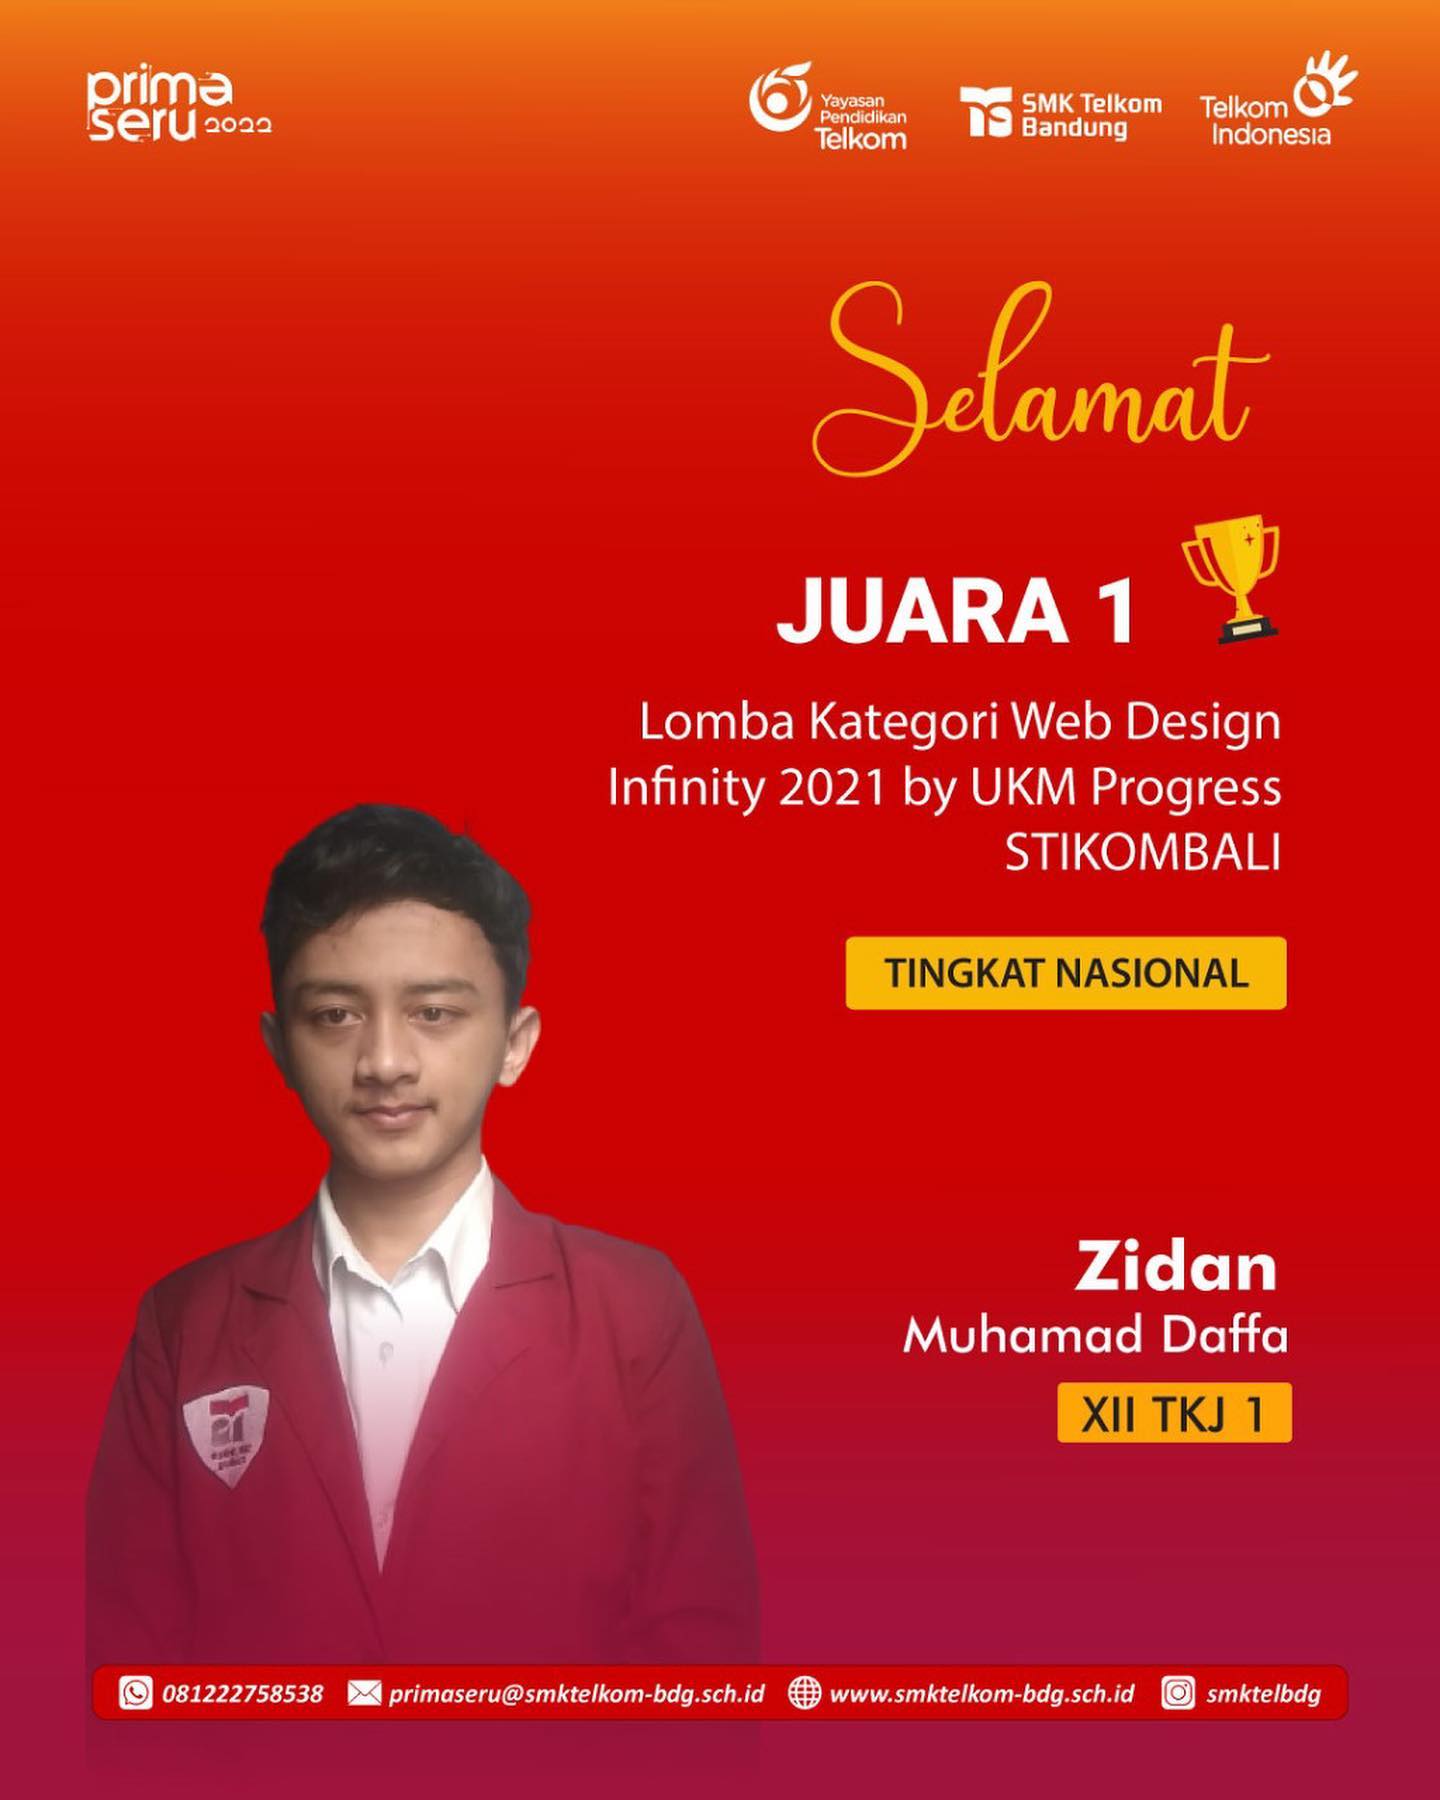 prima
seru 2022
Yayasan
Pendidikan
Telkom
SMK Telkom
Bandung
Telkom
Indonesia
Selamat
JUARA 1
Lomba Kategori Web Design
Infinity 2021 by UKM Progress
STIKOMBALI
TINGKAT NASIONAL
Zidan
Muhamad Daffa
XII TKJ 1
081222758538 primaseru@smktelkom-bdg.sch.id www.smktelkom-bdg.sch.id smktelbdg